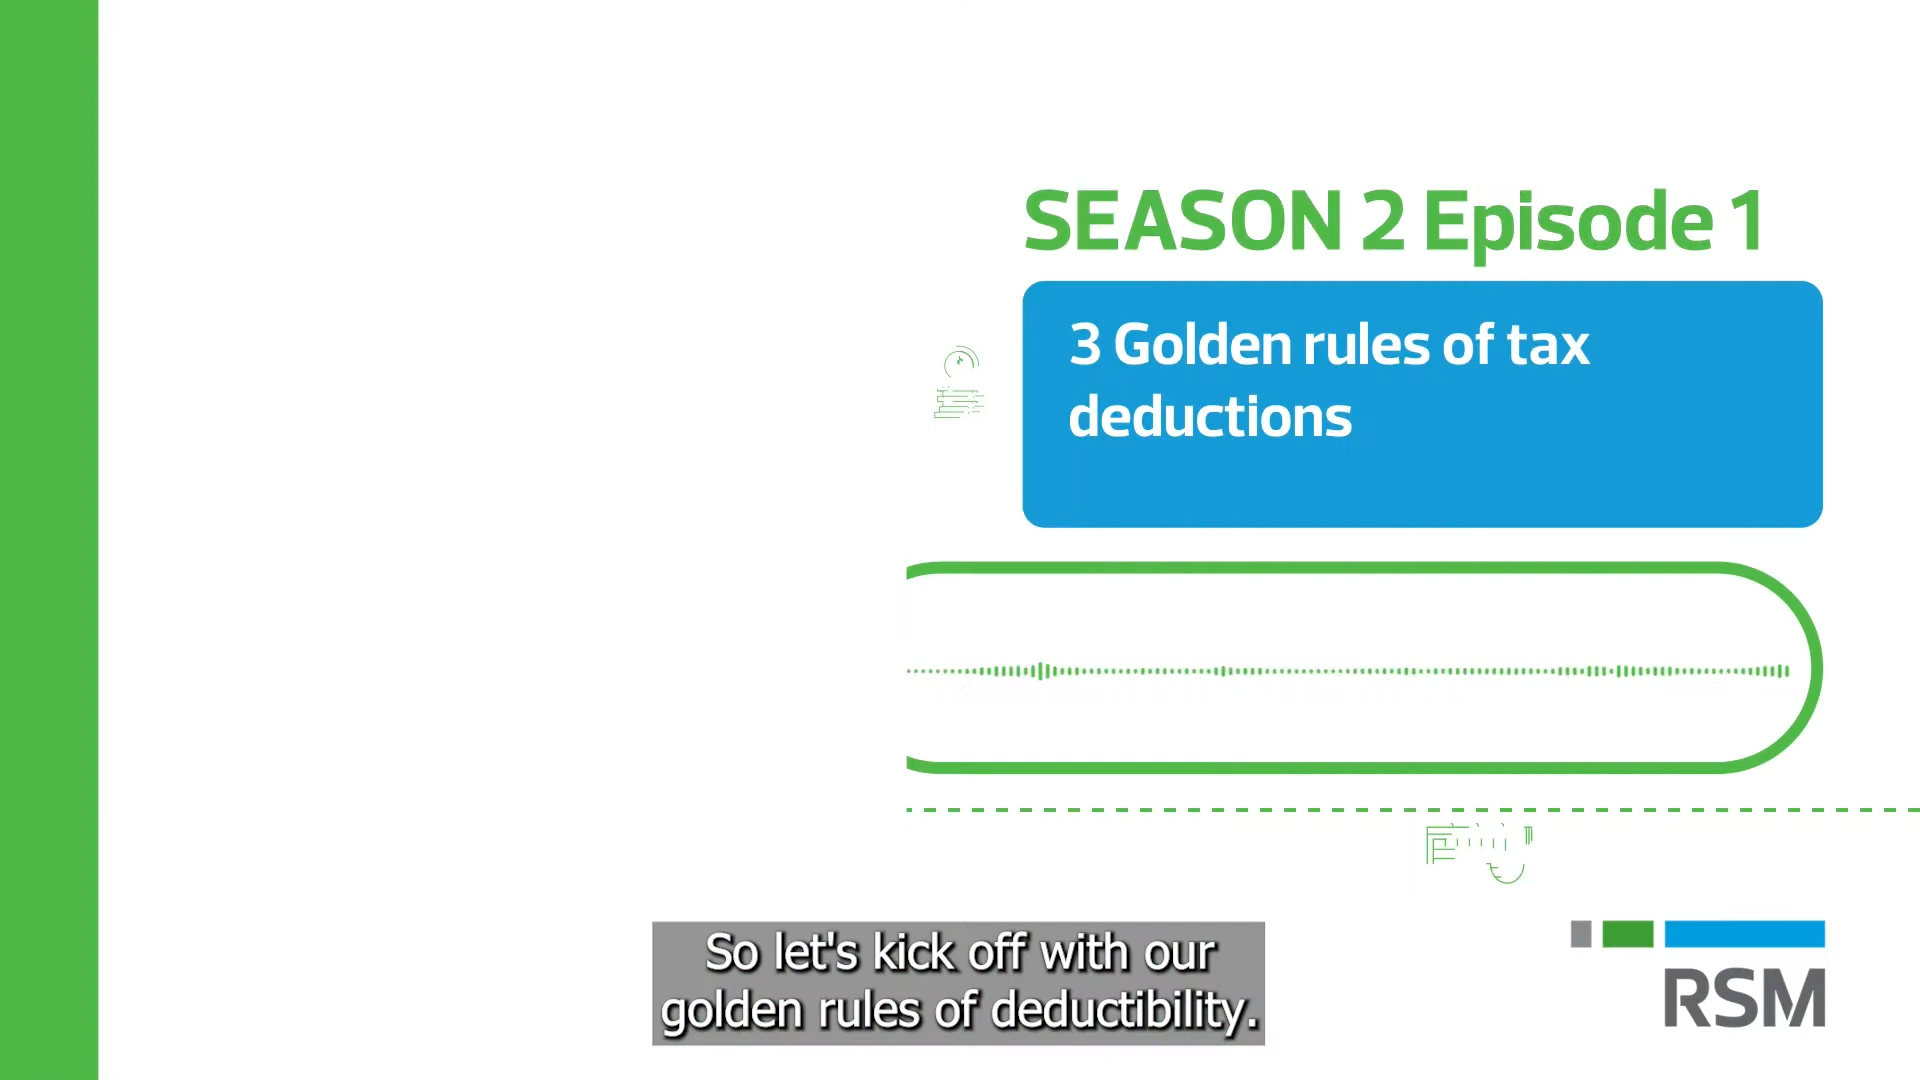 SEASON 2 Episode 1
3 Golden rules of tax
deductions
So let's kick off with our
golden rules of deductibility.
RSM